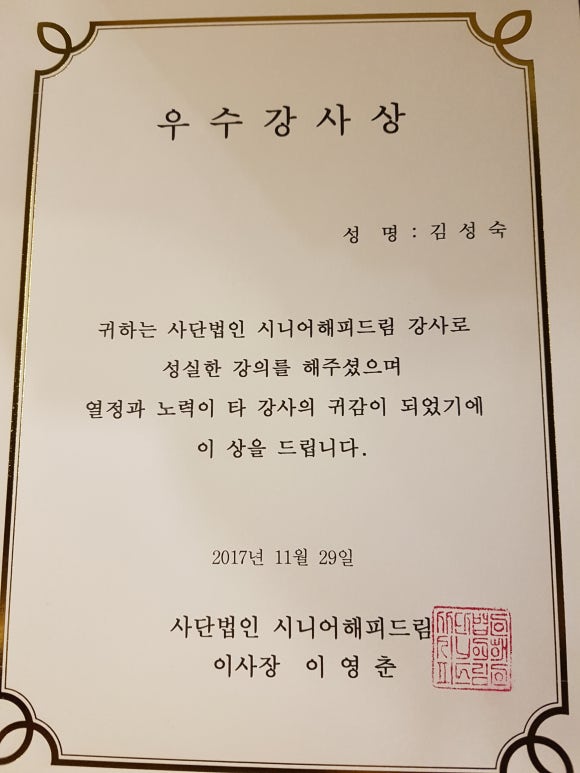 우수강사상
성 명 : 김성숙
귀하는 사단법인 시니어해피드림 강사로
성실한 강의를 해주셨으며
열정과 노력이 타 강사의 귀감이 되었기에
이 상을 드립니다.
2017년 11월 29일
사단법인 시니어해피드림
이사장 이영춘